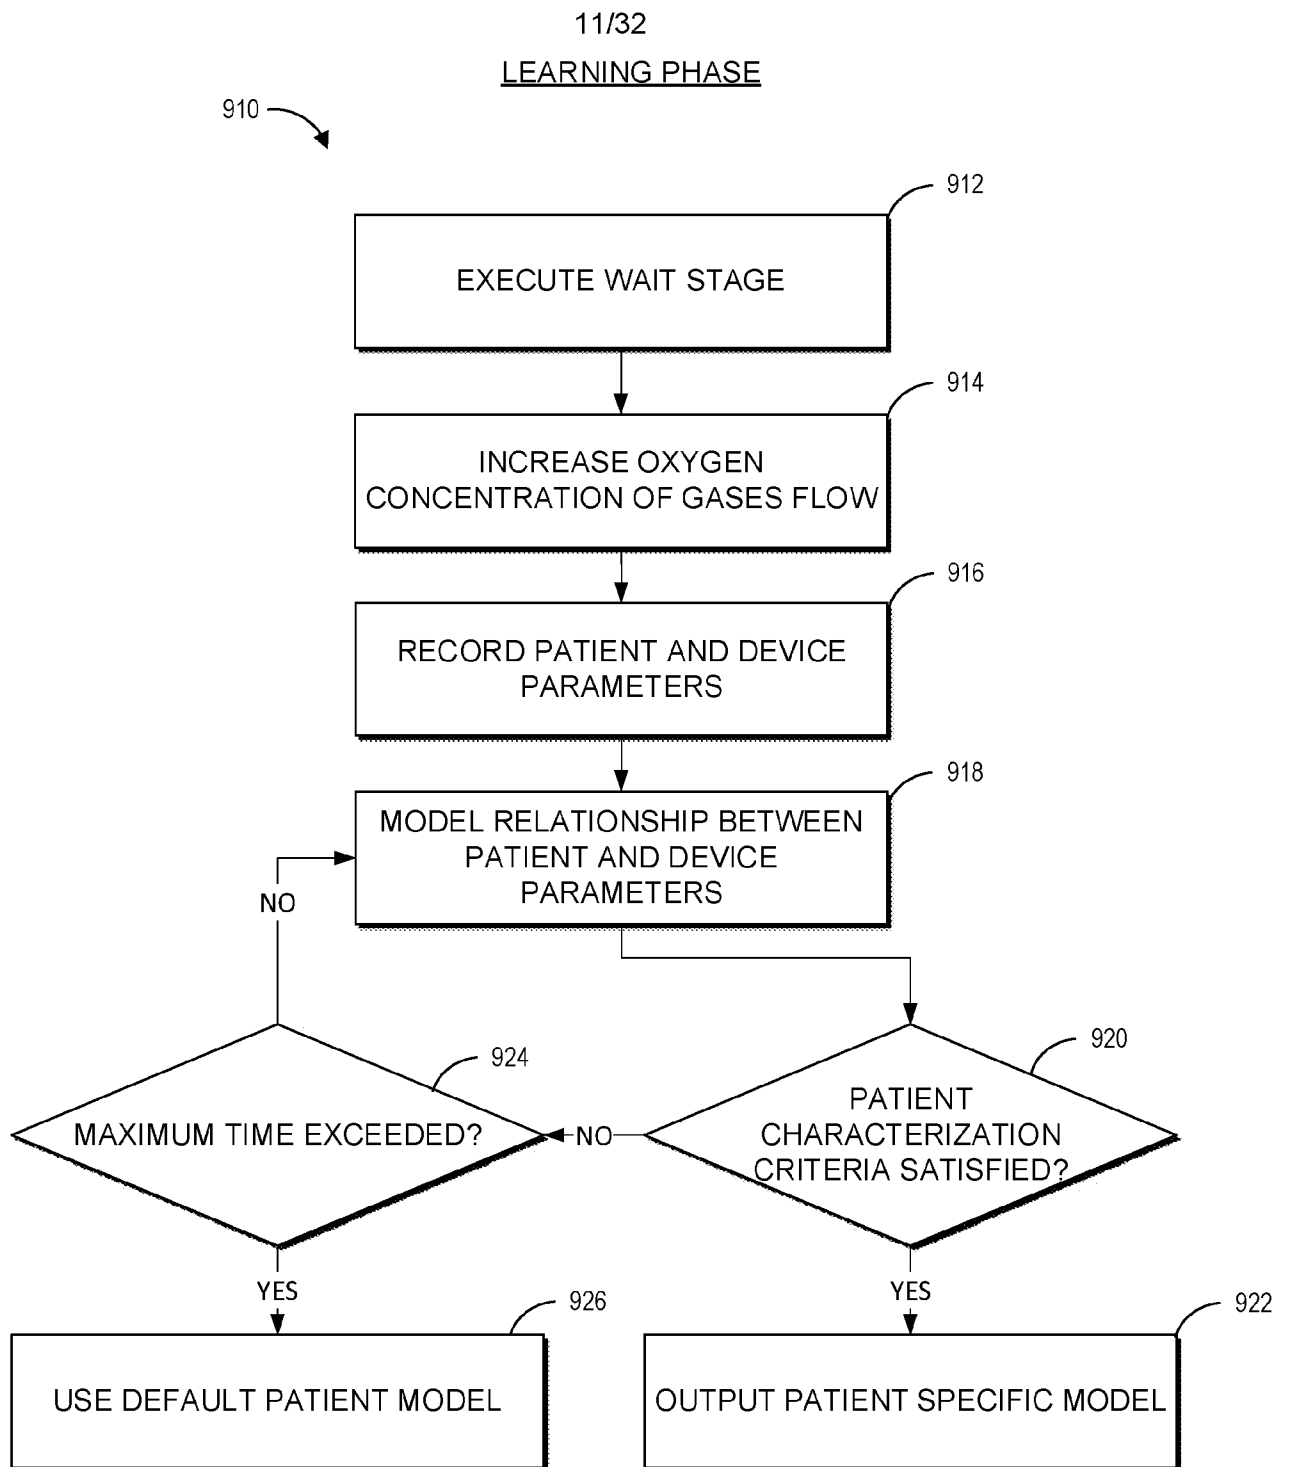 11/32
LEARNING PHASE
910
912
EXECUTE WAIT STAGE
914
INCREASE OXYGEN
CONCENTRATION OF GASES FLOW
916
RECORD PATIENT AND DEVICE
PARAMETERS
918
MODEL RELATIONSHIP BETWEEN
PATIENT AND DEVICE
PARAMETERS
NO
924
MAXIMUM TIME EXCEEDED?
NO
920
PATIENT
CHARACTERIZATION
CRITERIA SATISFIED?
YES
YES
926
USE DEFAULT PATIENT MODEL
922
OUTPUT PATIENT SPECIFIC MODEL